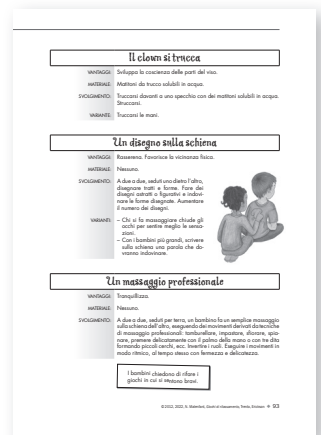 Il clown si trucca
VANTAGGI: Sviluppa la coscienza delle parti del viso.
MATERIALE: Matitoni da trucco solubili in acqua.
SVOLGIMENTO: Truccarsi davanti a uno specchio con dei matitoni solubili in acqua.
Struccarsi.
VARIANTE: Truccarsi le mani.
Un disegno sulla schiena
VANTAGGI: Rasserena. Favorisce la vicinanza fisica.
MATERIALE: Nessuno.
SVOLGIMENTO: A due a due, seduti uno dietro l'altro,
disegnare tratti e forme. Fare dei
disegni astratti o figurativi e indovi-
nare le forme disegnate. Aumentare
il numero dei disegni.
VARIANTI: – Chi si fa massaggiare chiude gli
occhi per sentire meglio le sensa-
zioni.
– Con i bambini più grandi, scrivere
sulla schiena una parola che do-
vranno indovinare.
Un massaggio professionale
VANTAGGI: Tranquillizza.
MATERIALE: Nessuno.
SVOLGIMENTO: A due a due, seduti per terra, un bambino fa un semplice massaggio
sulla schiena dell'altro, eseguendo dei movimenti derivati da tecniche
di massaggio professionali: tamburellare, impastare, sfiorare, spia-
nare, premere delicatamente con il palmo della mano o con tre dita
formando piccoli cerchi, ecc. Invertire i ruoli. Eseguire i movimenti in
modo ritmico, al tempo stesso con fermezza e delicatezza.
I bambini chiedono di rifare i
giochi in cui si sentono bravi.
93